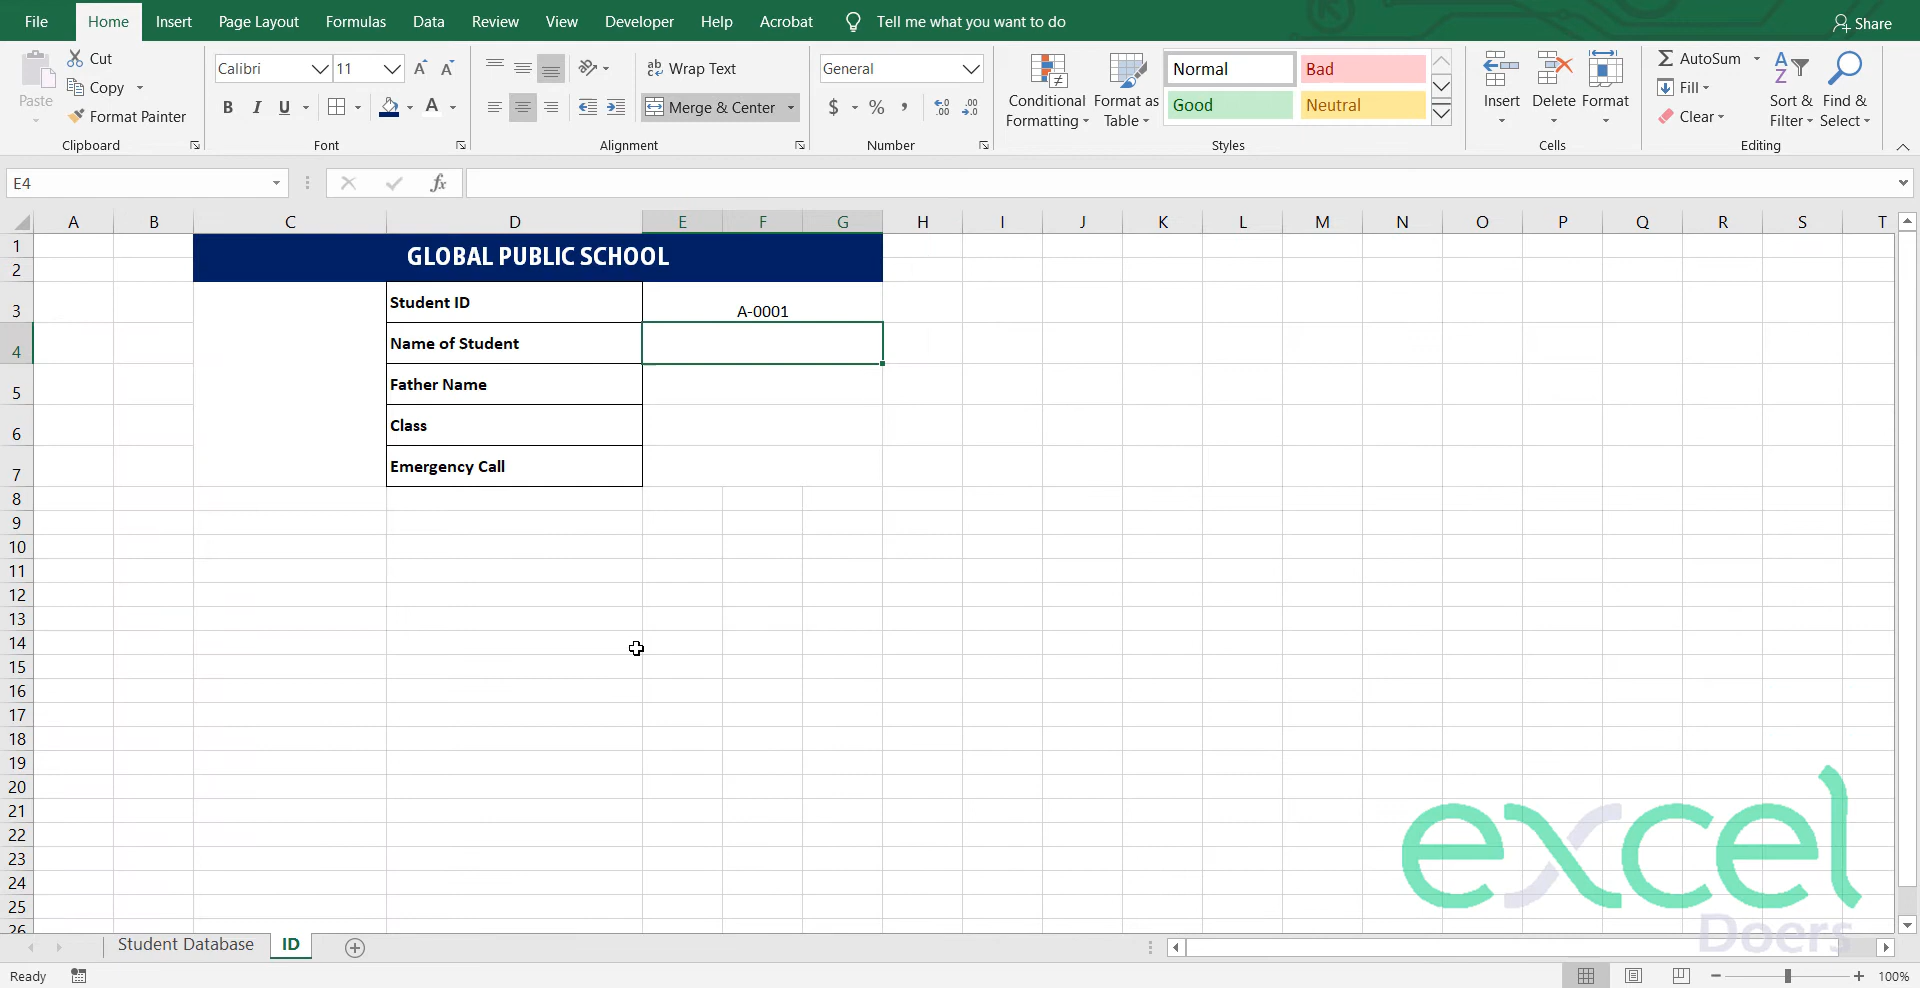 File Home Insert Page Layout Formulas Data Review View Developer Help Acrobat Tell me what you want to do Share
Paste Cut
Copy
Format Painter
Clipboard
Calibri 11
B I U A
Font
ab Wrap Text
Merge & Center
Alignment
General
$ % , .00 .00
Number
Conditional Formatting
Format as Table
Normal Bad
Good Neutral
Styles
Insert Delete Format
Cells
AutoSum
Fill
Clear
Sort & Filter
Find & Select
Editing
E4 fx
A B C D E F G H I J K L M N O P Q R S T
1 GLOBAL PUBLIC SCHOOL
2
3 Student ID A-0001
4 Name of Student
5 Father Name
6 Class
7 Emergency Call
8
9
10
11
12
13
14
15
16
17
18
19
20
21
22
23
24
25
26
excel
Doers
Student Database ID
Ready 100%